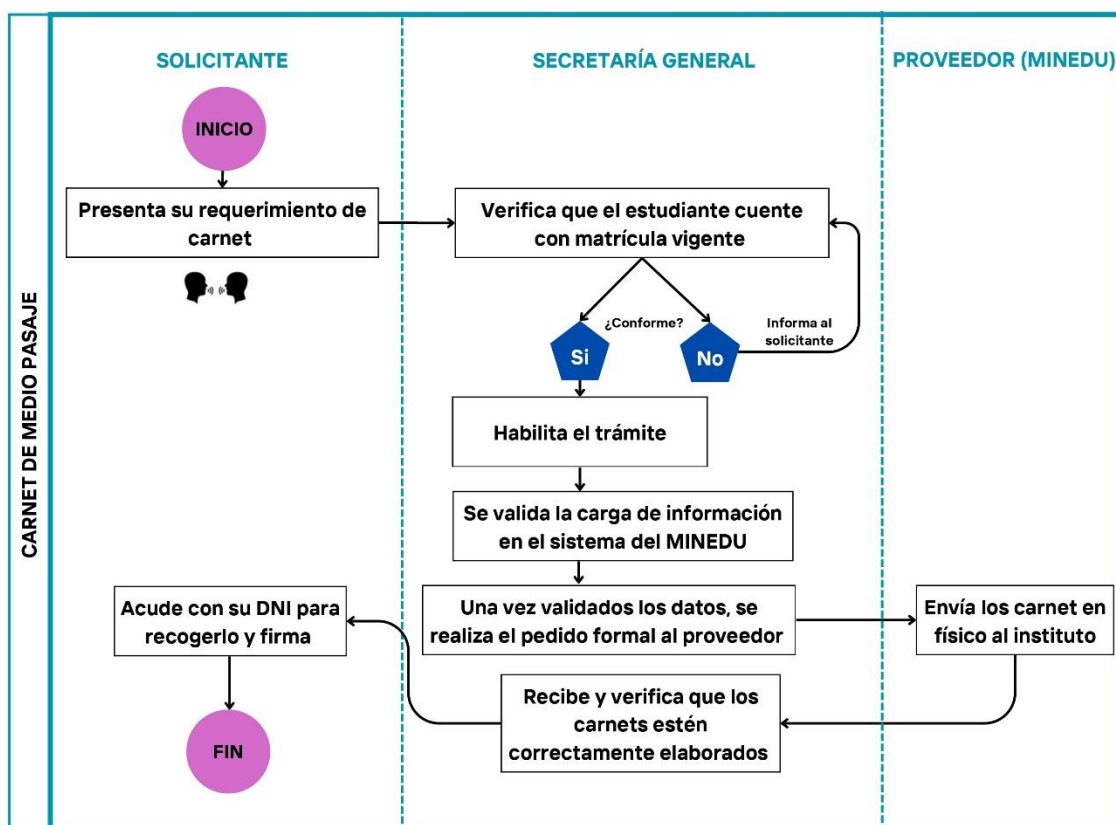 CARNET DE MEDIO PASAJE
SOLICITANTE
SECRETARÍA GENERAL
PROVEEDOR (MINEDU)
INICIO
Presenta su requerimiento de
carnet
Verifica que el estudiante cuente
con matrícula vigente
¿Conforme?
Si
No
Informa al
solicitante
Habilita el trámite
Se valida la carga de información
en el sistema del MINEDU
Una vez validados los datos, se
realiza el pedido formal al proveedor
Envía los carnet en
físico al instituto
Recibe y verifica que los
carnets estén
correctamente elaborados
Acude con su DNI para
recogerlo y firma
FIN